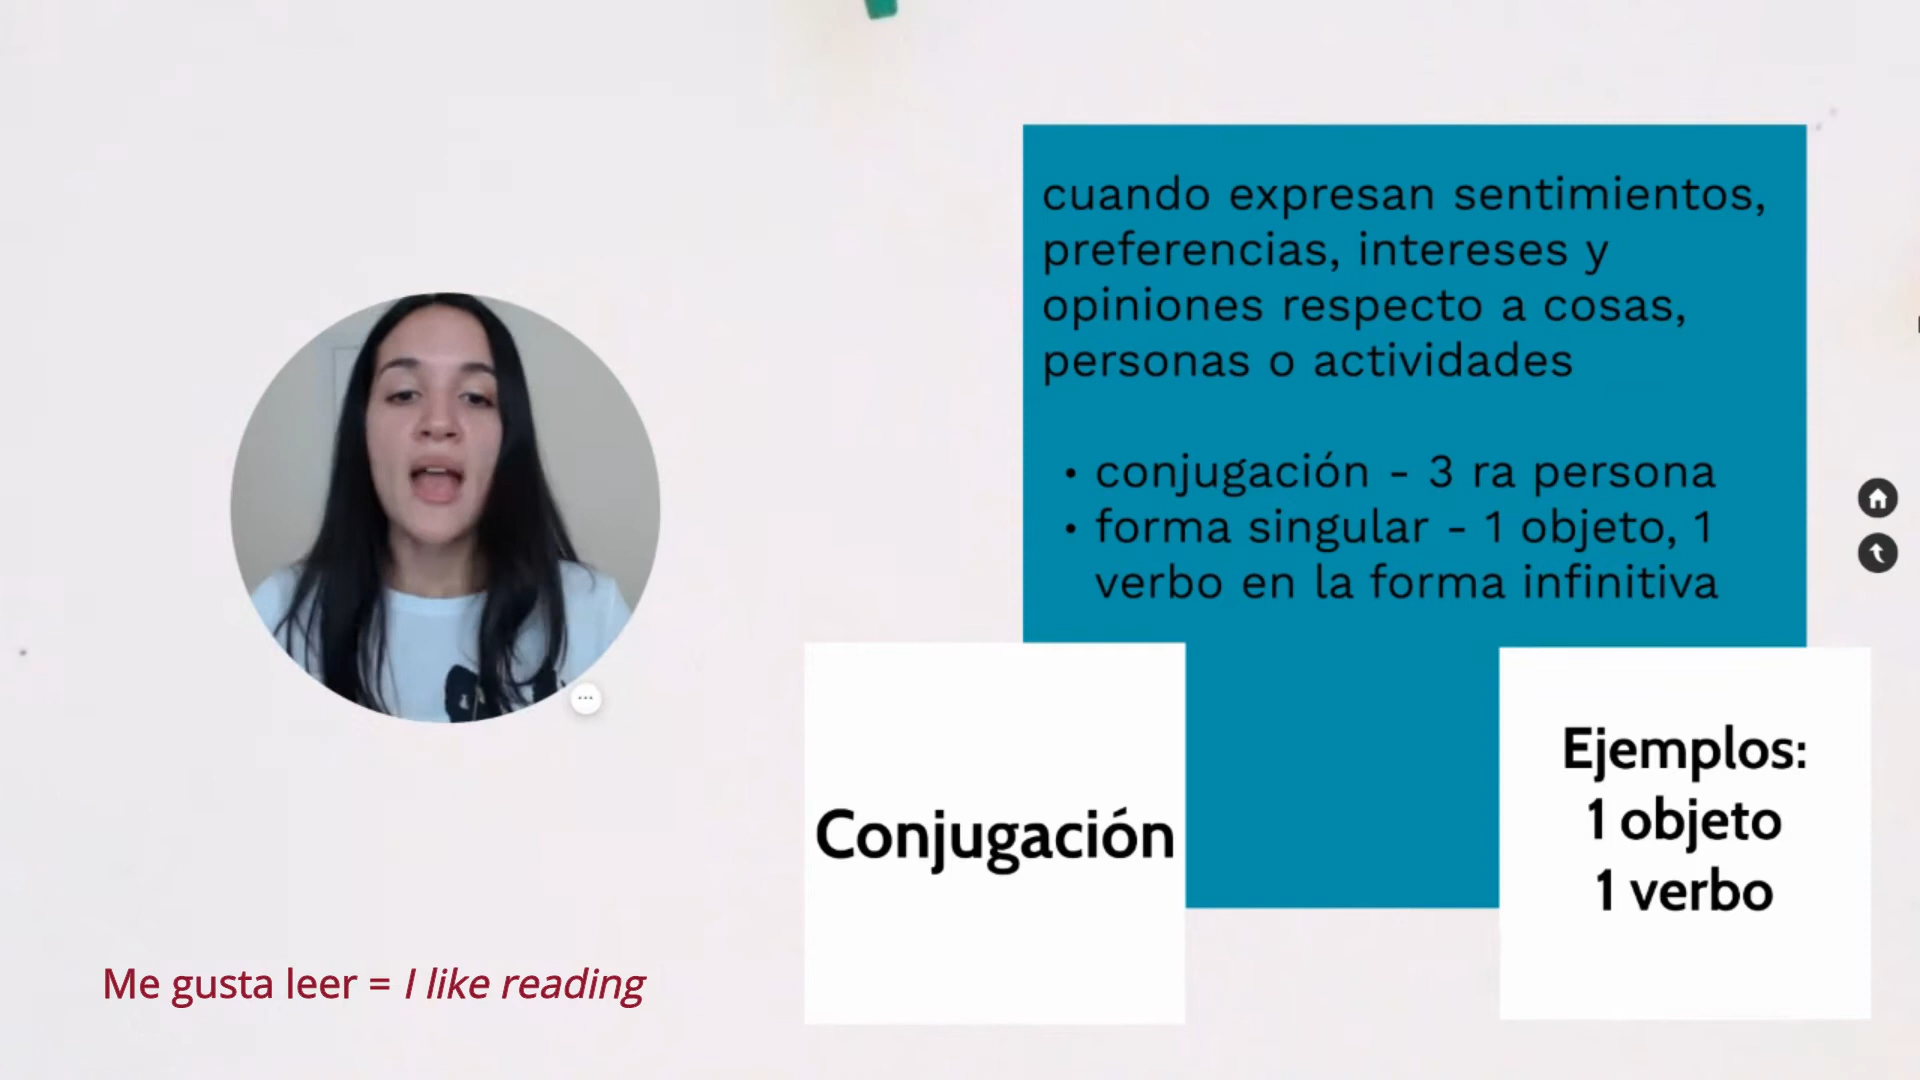 cuando expresan sentimientos,
preferencias, intereses y
opiniones respecto a cosas,
personas o actividades
• conjugación - 3 ra persona
• forma singular - 1 objeto, 1
verbo en la forma infinitiva
Conjugación
Ejemplos:
1 objeto
1 verbo
Me gusta leer = I like reading